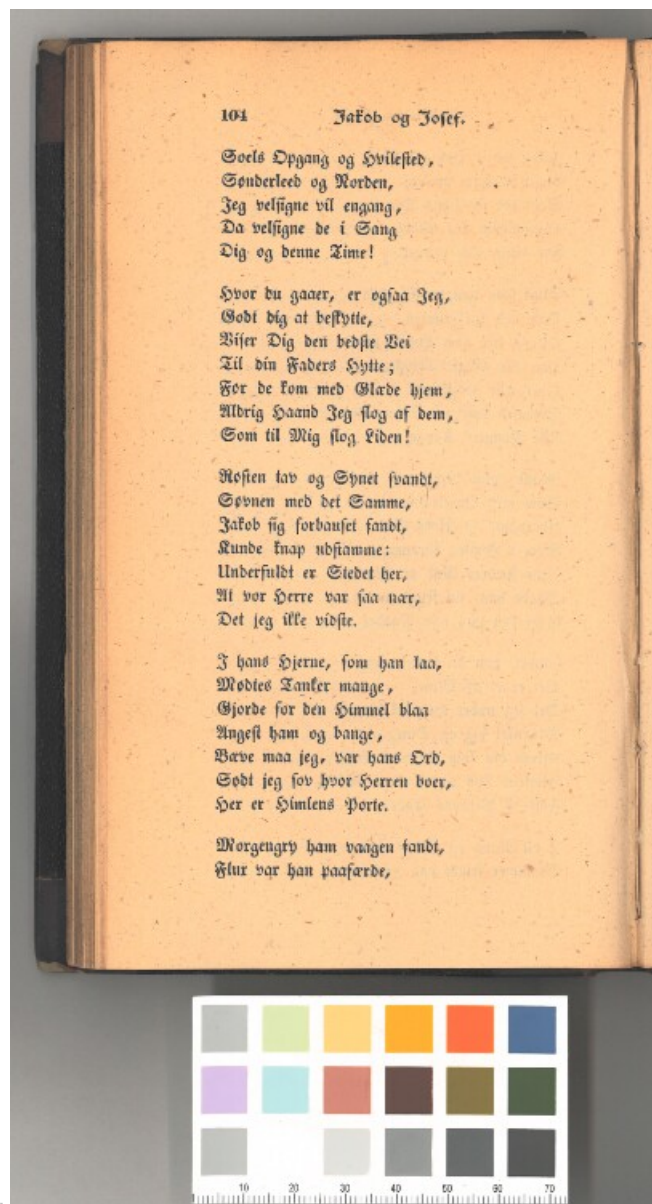 104 Jakob og Josef.
Soels Opgang og Hvilested,
Sønderleed og Norden,
Jeg velsigne vil engang,
Da velsigne de i Sang
Dig og denne Time!
Hvor du gaaer, er ogsaa Jeg,
Godt dig at beskytte,
Viser Dig den bedste Vei
Til din Faders Hytte;
Før de kom med Glæde hjem,
Aldrig Haand Jeg slog af dem,
Som til Mig slog Liden!
Rosten tav og Synet svandt,
Søvnen med det Samme,
Jakob sig forbauset fandt,
Kunde knap udstamme:
Underfuldt er Stedet her,
At vor Herre var saa nær,
Det jeg ikke vidste.
I hans Hjerne, som han laa,
Mødtes Tanker mange,
Gjorde for den Himmel blaa
Angest ham og bange,
Bæve maa jeg, var hans Ord,
Sødt jeg sov hvor Herren boer,
Her er Himlens Porte.
Morgengry ham vaagen fandt,
Flux var han paafærde,
10 20 30 40 50 60 70